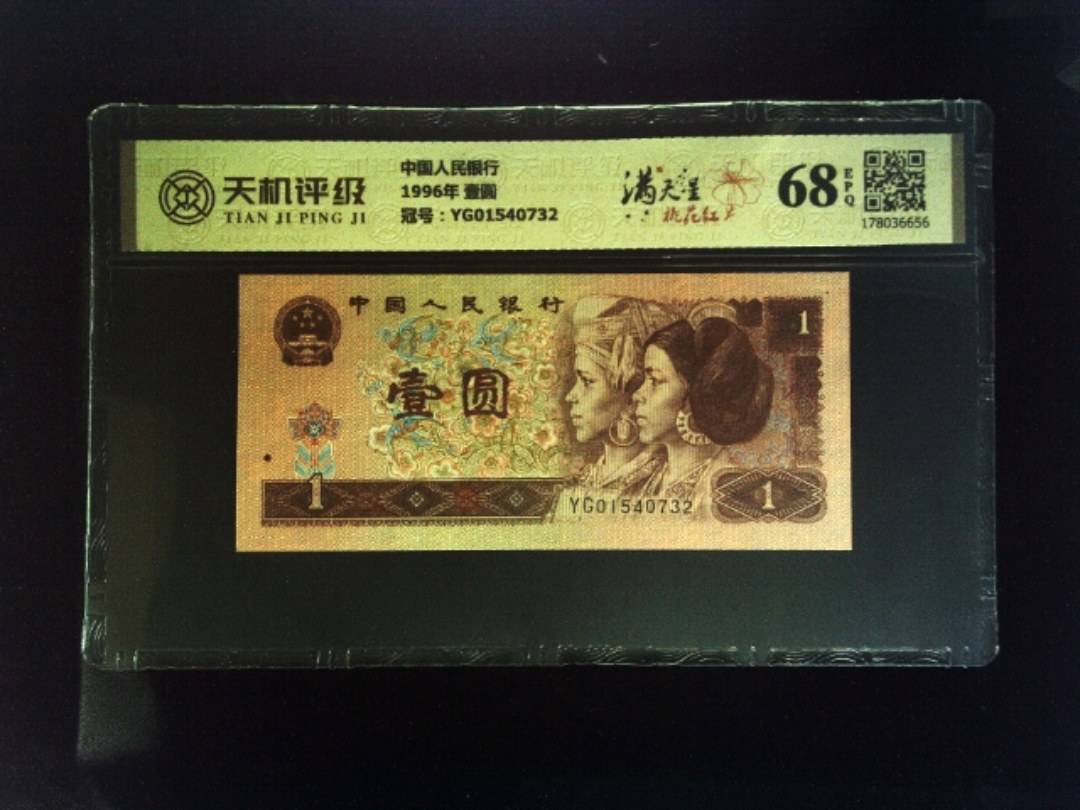 天机评级
TIAN JI PING JI
中国人民银行
1996年 壹圆
冠号：YG01540732
满天星
桃花红
68
EPQ
178036656
中国人民银行
1
壹圆
1
YG01540732
1